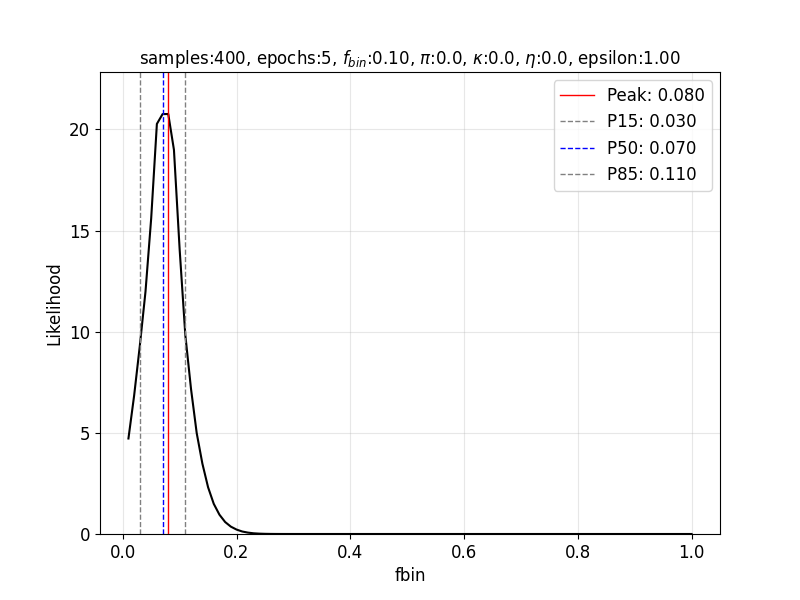 samples:400, epochs:5, f_bin:0.10, π:0.0, κ:0.0, η:0.0, epsilon:1.00
Peak: 0.080
P15: 0.030
P50: 0.070
P85: 0.110
Likelihood
20
15
10
5
0
0.0 0.2 0.4 0.6 0.8 1.0
fbin